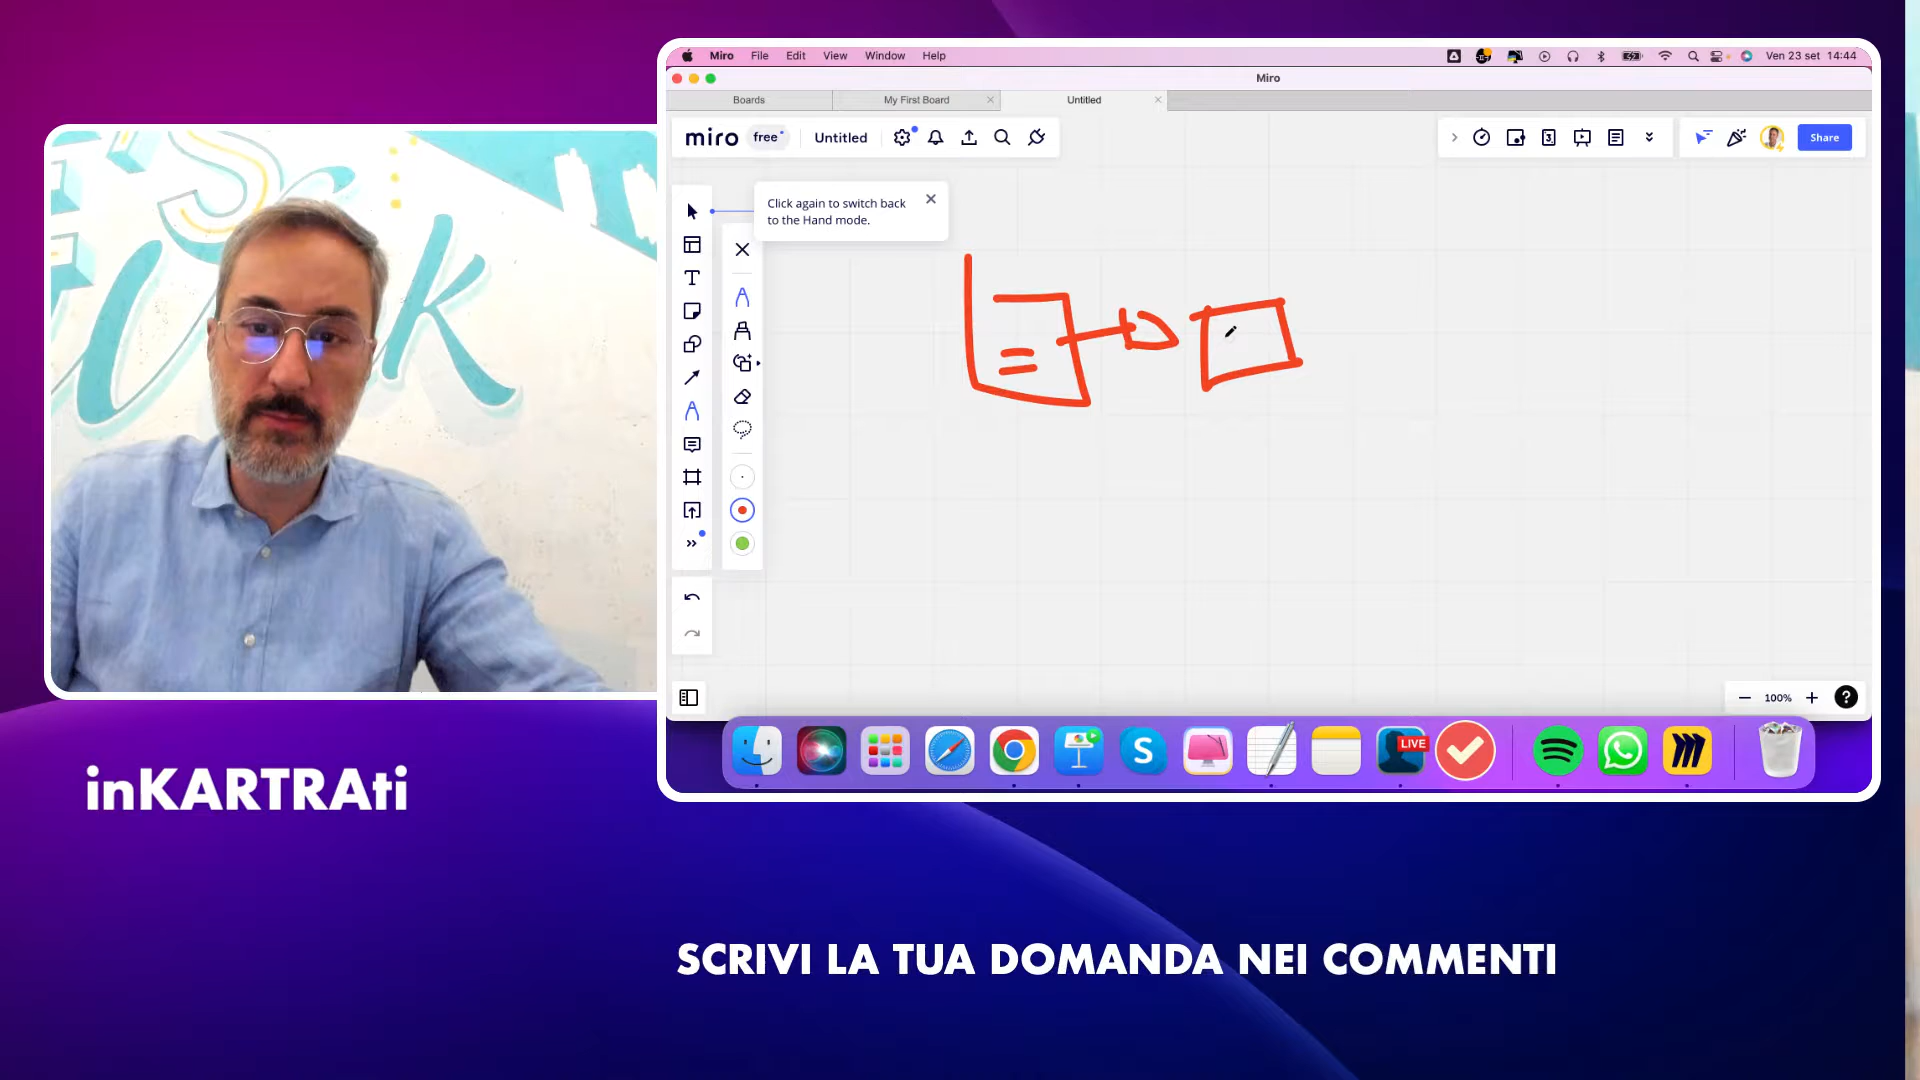 Miro File Edit View Window Help
Ven 23 set 14:44
Miro
Boards
My First Board
Untitled
miro free
Untitled
Share
Click again to switch back
to the Hand mode.
100%
LIVE
inKARTRAti
SCRIVI LA TUA DOMANDA NEI COMMENTI